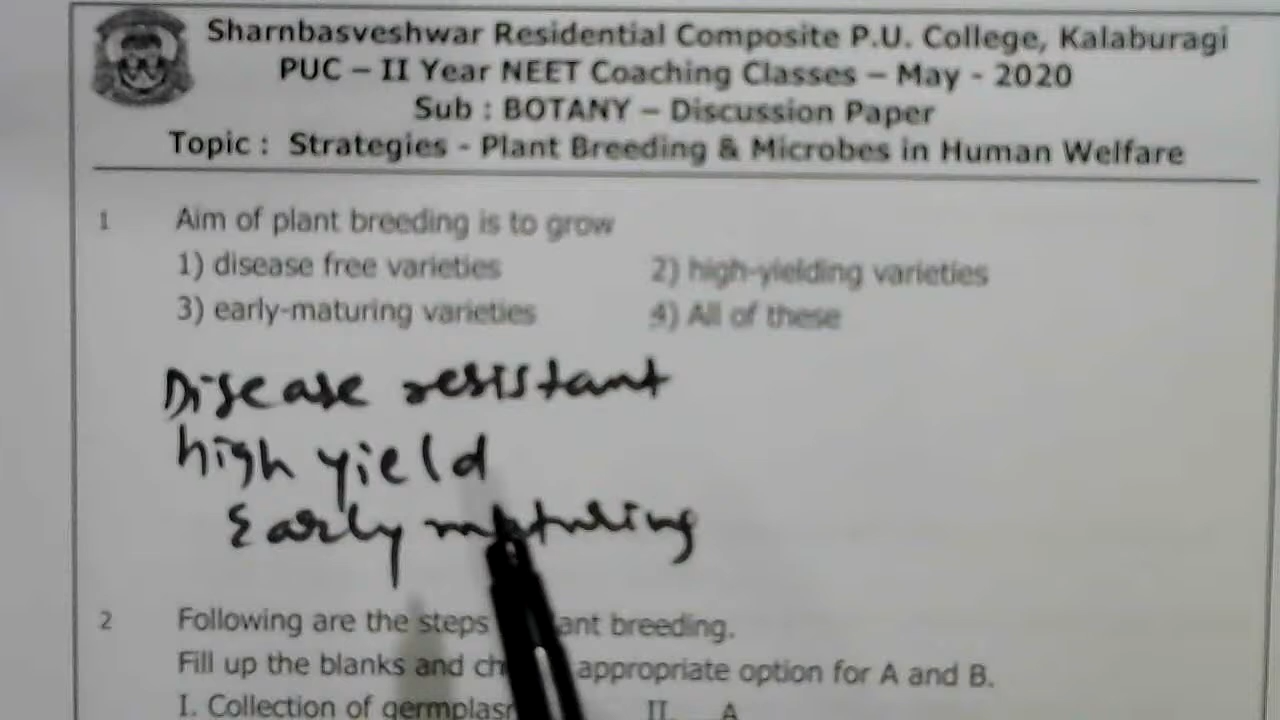 Sharnbasveshwar Residential Composite P.U. College, Kalaburagi
PUC – II Year NEET Coaching Classes – May - 2020
Sub : BOTANY – Discussion Paper
Topic : Strategies - Plant Breeding & Microbes in Human Welfare
1 Aim of plant breeding is to grow
1) disease free varieties 2) high-yielding varieties
3) early-maturing varieties 4) All of these
Disease resistant
high yield
Early maturing
2 Following are the steps ant breeding.
Fill up the blanks and appropriate option for A and B.
I. Collection of II. A